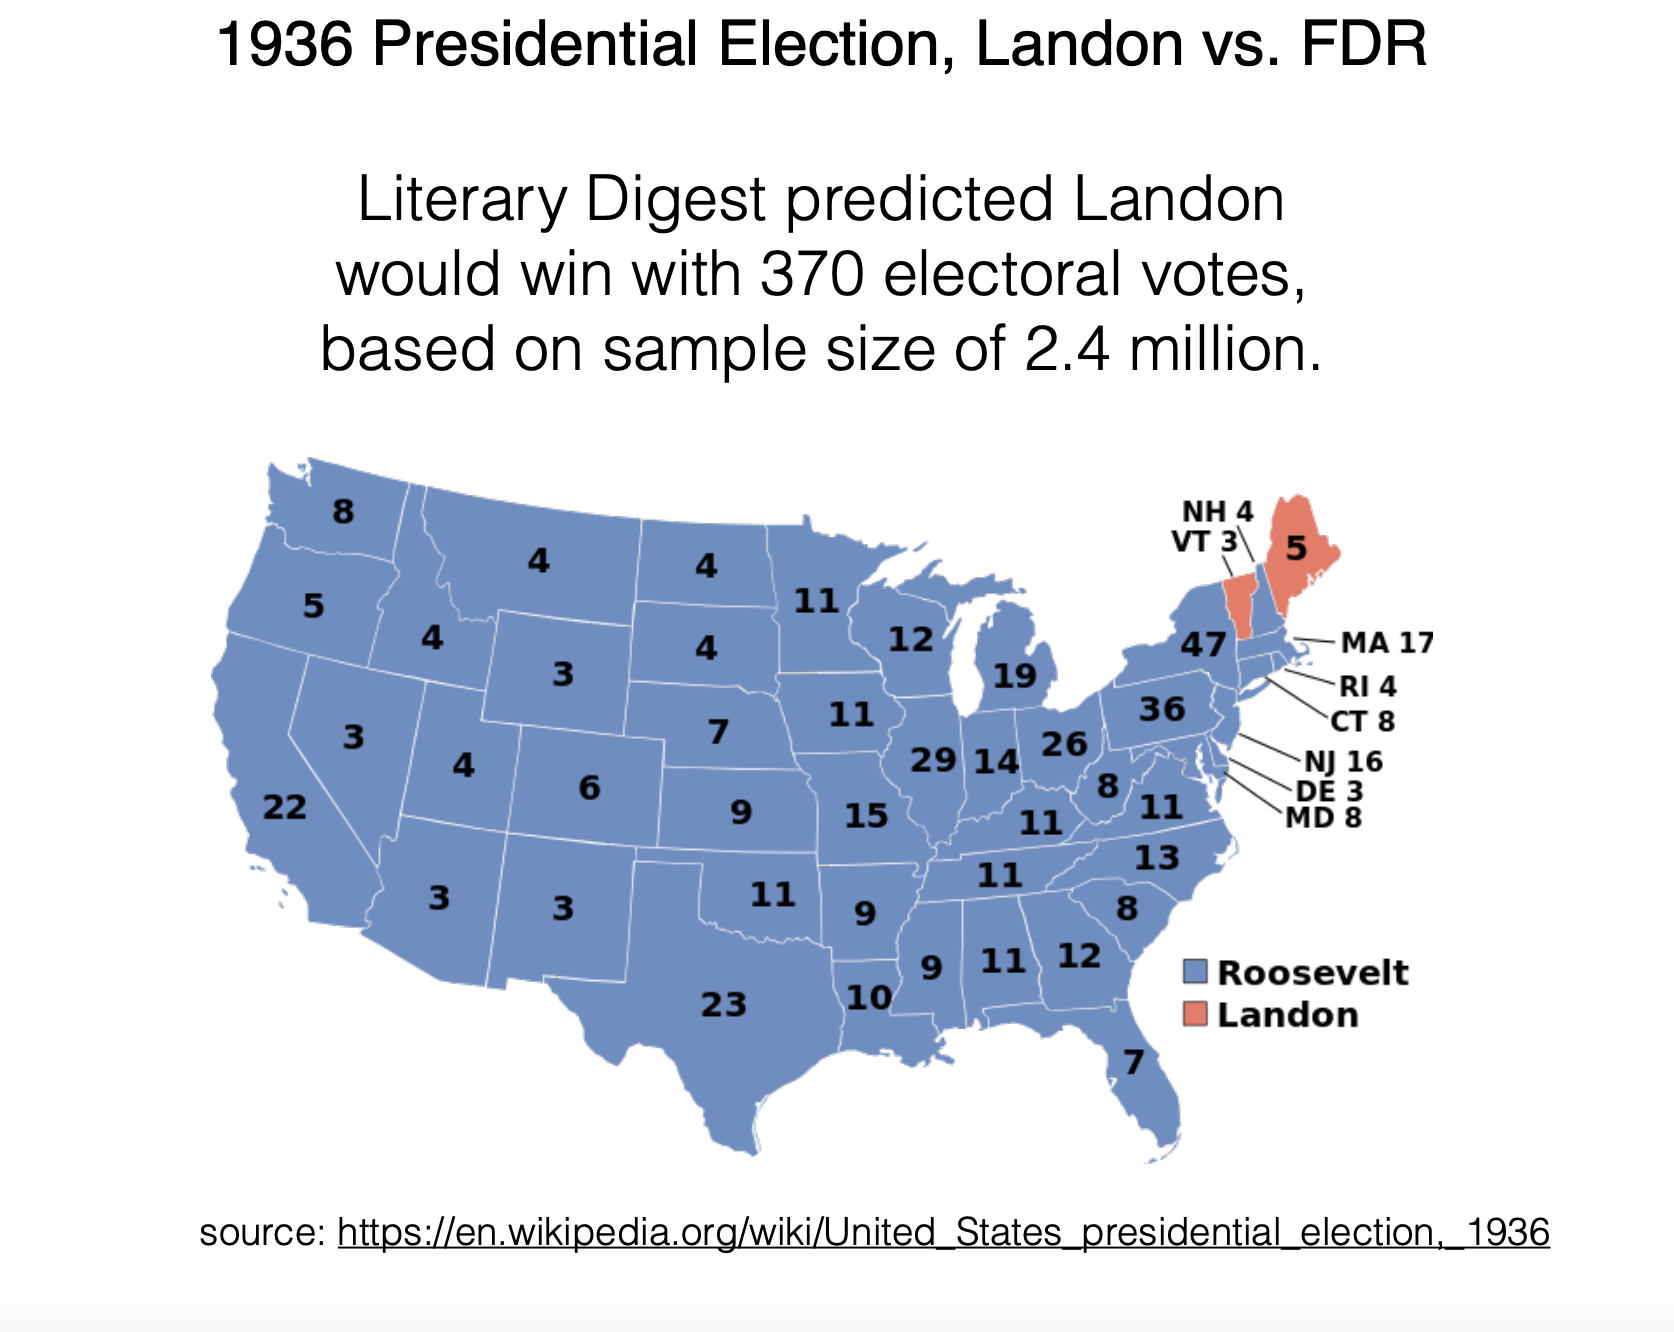 1936 Presidential Election, Landon vs. FDR
Literary Digest predicted Landon
would win with 370 electoral votes,
based on sample size of 2.4 million.
8
NH 4
VT 3
5
4
4
11
5
4
12
47
MA 17
4
3
19
RI 4
36
CT 8
3
7
11
26
29
14
NJ 16
4
6
8
DE 3
22
9
15
11
11
MD 8
13
11
3
3
11
9
8
9
11
12
Roosevelt
23
10
Landon
7
source: https://en.wikipedia.org/wiki/United_States_presidential_election,_1936